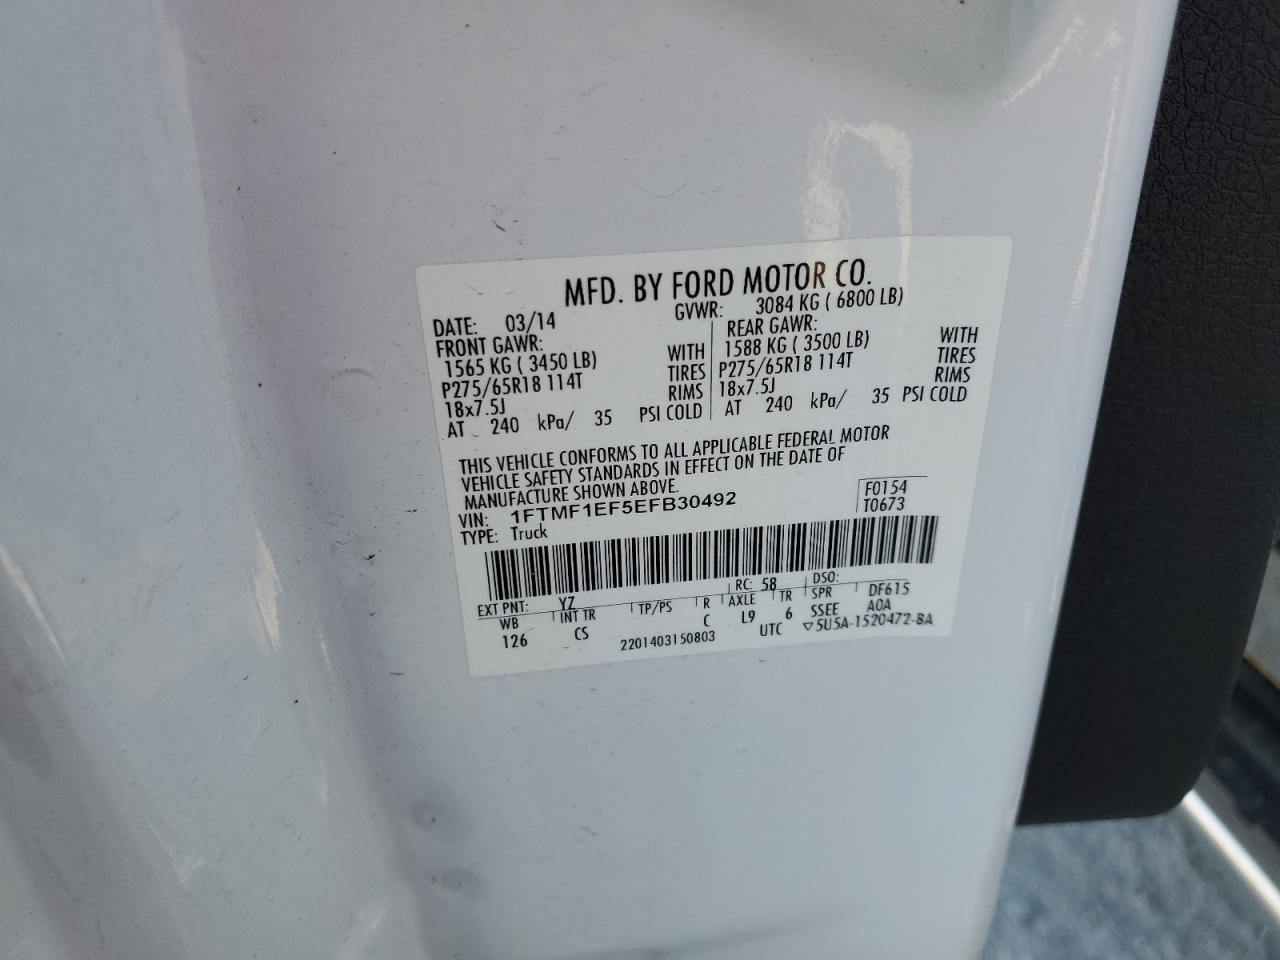 MFD. BY FORD MOTOR CO.
DATE: 03/14 GVWR: 3084 KG ( 6800 LB)
FRONT GAWR:
1565 KG ( 3450 LB) WITH
P275/65R18 114T TIRES
18x7.5J RIMS
AT 240 kPa/ 35 PSI COLD
REAR GAWR:
1588 KG ( 3500 LB) WITH
P275/65R18 114T TIRES
18x7.5J RIMS
AT 240 kPa/ 35 PSI COLD
THIS VEHICLE CONFORMS TO ALL APPLICABLE FEDERAL MOTOR
VEHICLE SAFETY STANDARDS IN EFFECT ON THE DATE OF
MANUFACTURE SHOWN ABOVE.
VIN: 1FTMF1EF5EFB30492
TYPE: Truck
F0154
T0673
EXT PNT: YZ RC: 58 DSO:
WB INT TR TP/PS R AXLE TR SPR DF615
126 CS C L9 6 SSEE A0A
2201403150803 UTC ▽5U5A-1520472-BA